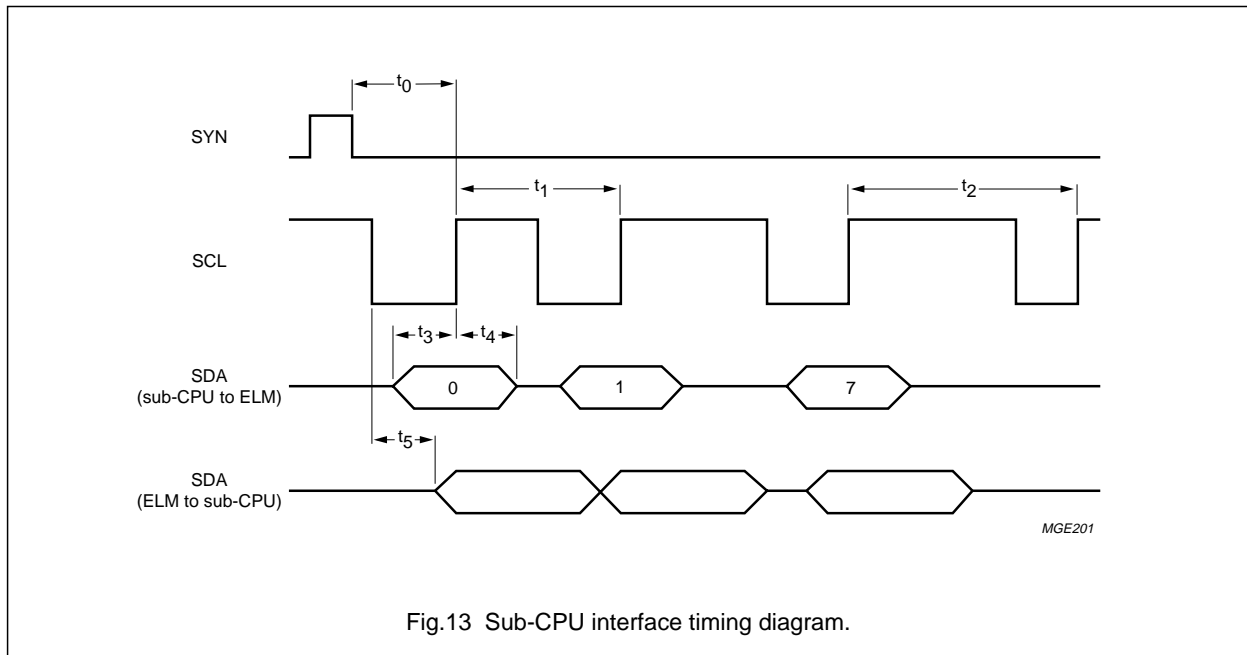 t0
SYN
t1
t2
SCL
t3
t4
SDA
(sub-CPU to ELM)
0
1
7
t5
SDA
(ELM to sub-CPU)
MGE201
Fig.13 Sub-CPU interface timing diagram.